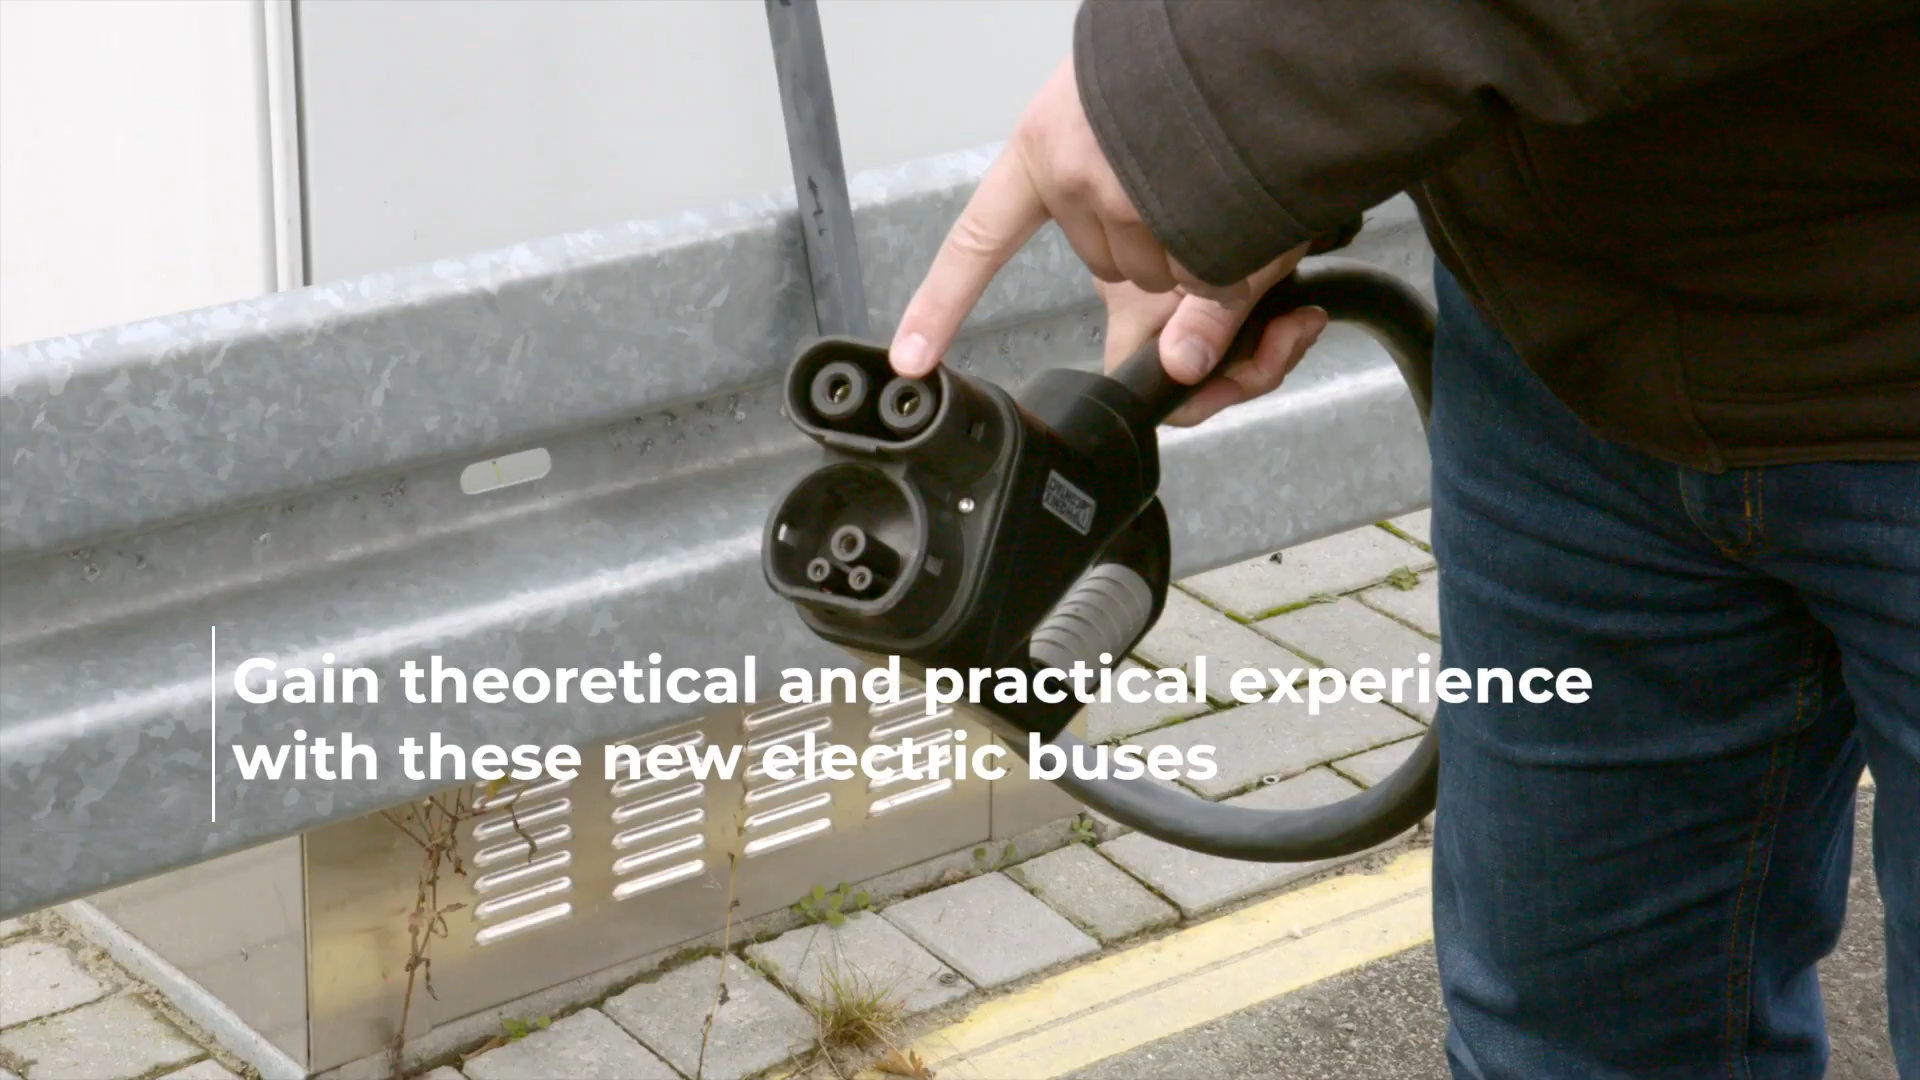 Gain theoretical and practical experience
with these new electric buses